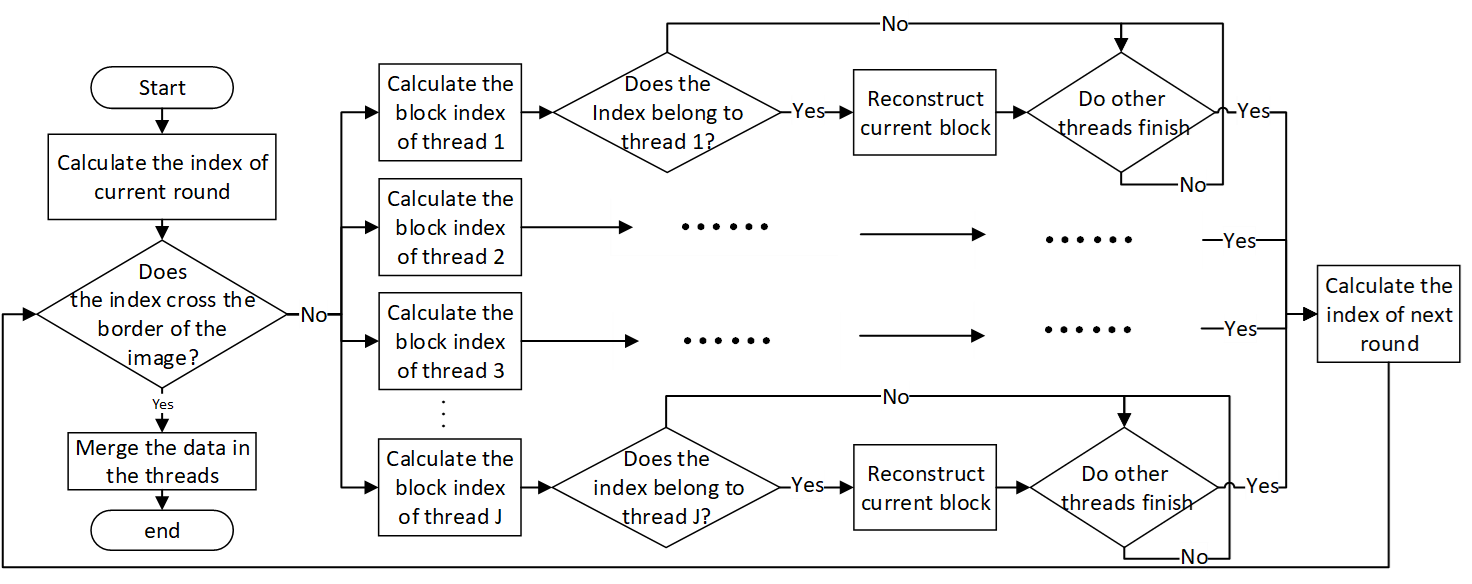 Start
Calculate the index of
current round
Does
the index cross the
border of the
image?
Yes
Merge the data in
the threads
end
No
Calculate the
block index
of thread 1
Does the
Index belong to
thread 1?
No
Yes
Reconstruct
current block
Do other
threads finish
Yes
No
Calculate the
block index
of thread 2
Yes
Calculate the
block index
of thread 3
Yes
Calculate the
block index
of thread J
Does the
index belong to
thread J?
No
Yes
Reconstruct
current block
Do other
threads finish
Yes
No
Calculate the
index of next
round